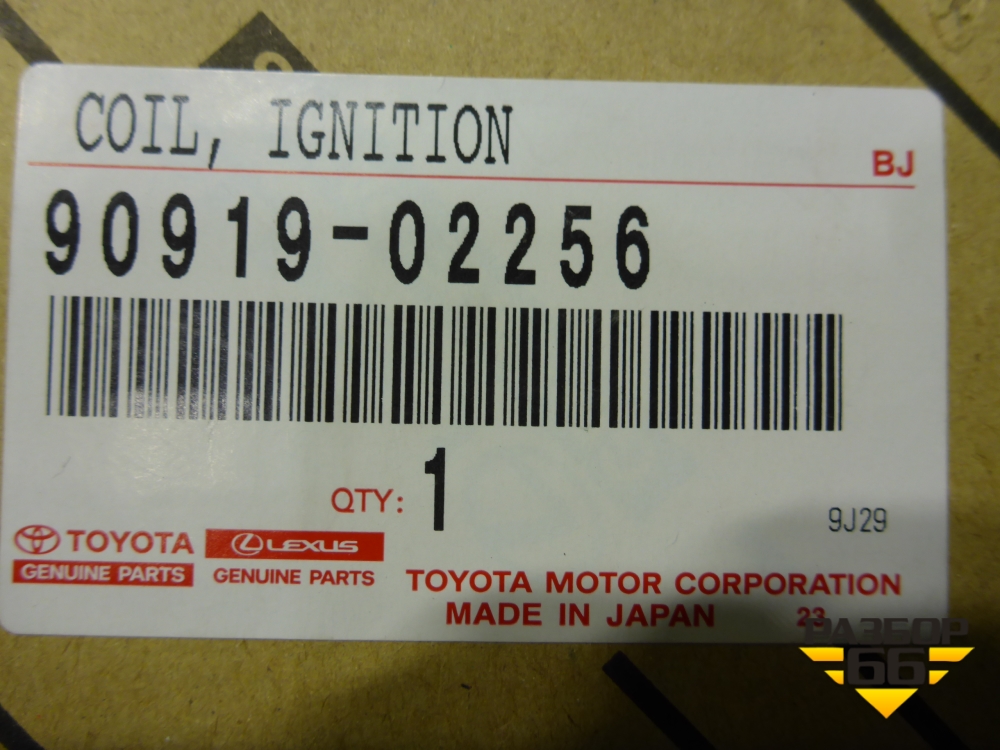 COIL, IGNITION
BJ
90919-02256
QTY: 1
9J29
TOYOTA LEXUS
GENUINE PARTS GENUINE PARTS
TOYOTA MOTOR CORPORATION
MADE IN JAPAN 23
РАЗБОР
66